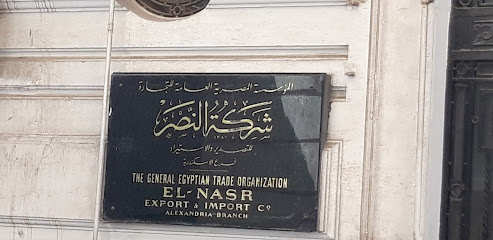 المؤسسة المصرية العامة للتجارة
شركة النصر
للتصدير والاستيراد
فرع الاسكندرية
THE GENERAL EGYPTIAN TRADE ORGANIZATION
EL-NASR
EXPORT & IMPORT Cº
ALEXANDRIA-BRANCH